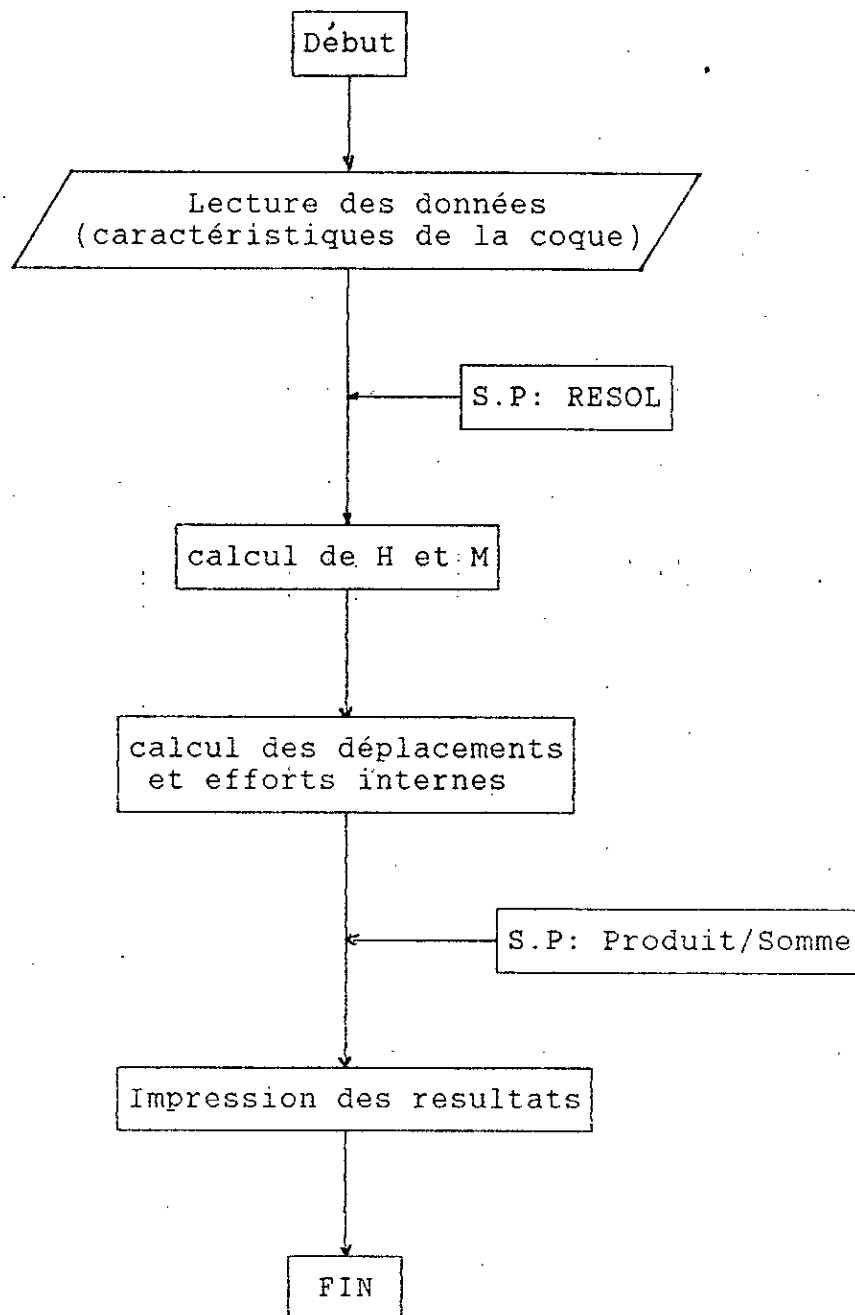 Début
Lecture des données
(caractéristiques de la coque)
S.P: RESOL
calcul de H et M
calcul des déplacements
et efforts internes
S.P: Produit/Somme
Impression des resultats
FIN